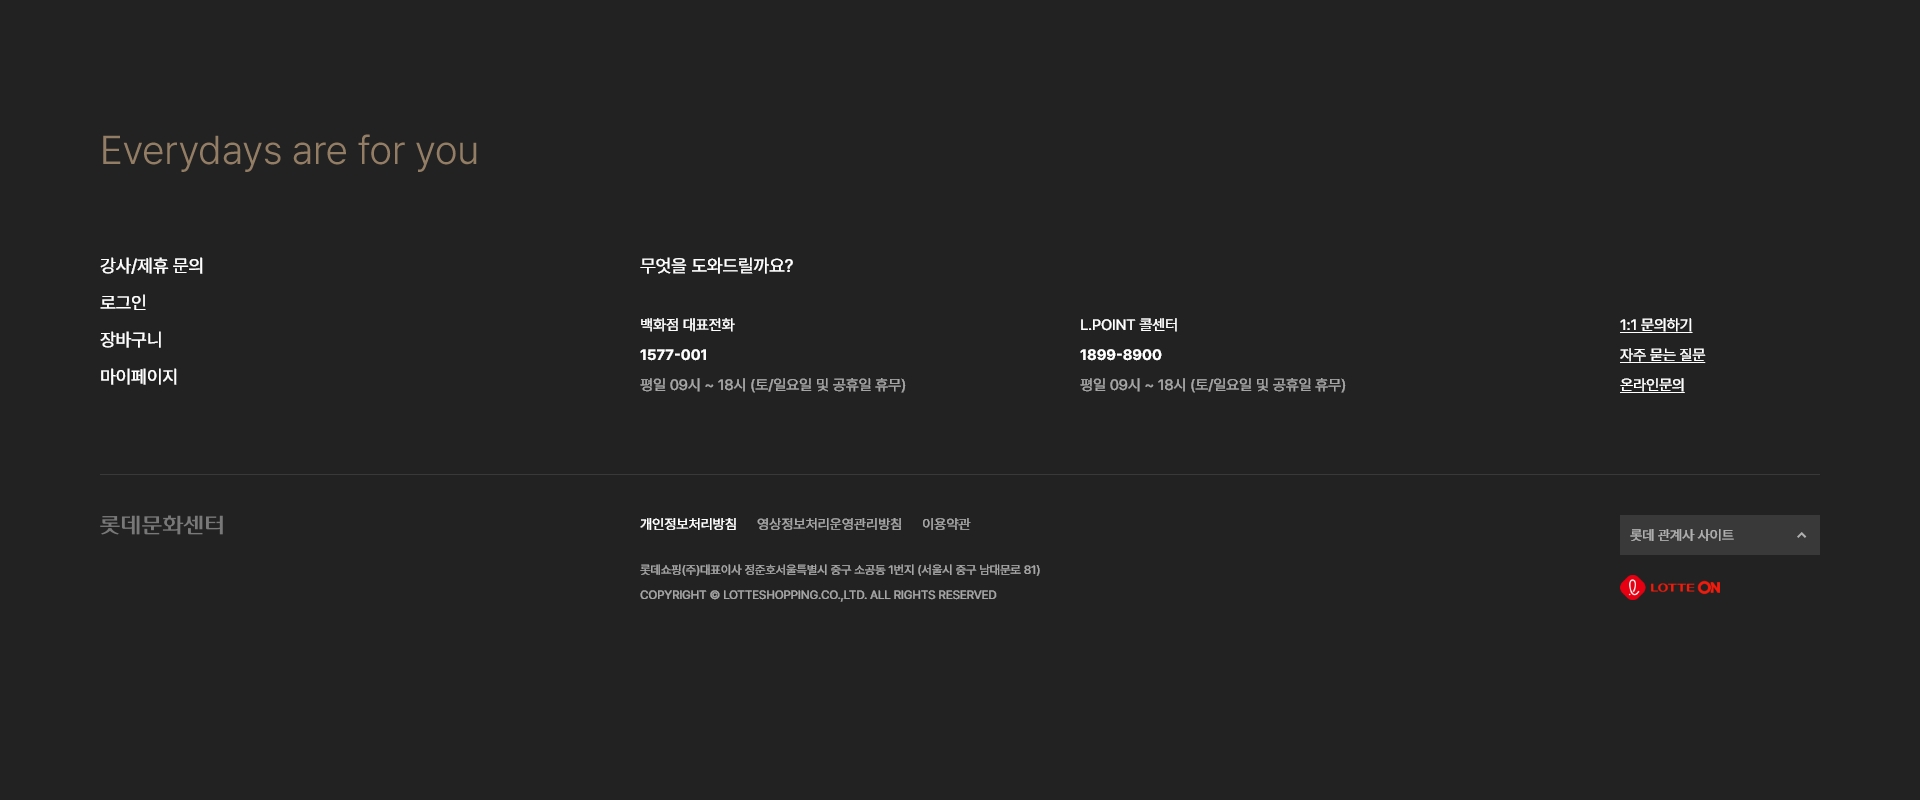 Everydays are for you
강사/제휴 문의
로그인
장바구니
마이페이지
무엇을 도와드릴까요?
백화점 대표전화
1577-001
평일 09시 ~ 18시 (토/일요일 및 공휴일 휴무)
L.POINT 콜센터
1899-8900
평일 09시 ~ 18시 (토/일요일 및 공휴일 휴무)
1:1 문의하기
자주 묻는 질문
온라인문의
롯데문화센터
개인정보처리방침 영상정보처리운영관리방침 이용약관
롯데쇼핑(주)대표이사 정준호서울특별시 중구 소공동 1번지 (서울시 중구 남대문로 81)
COPYRIGHT © LOTTESHOPPING.CO.,LTD. ALL RIGHTS RESERVED
롯데 관계사 사이트
LOTTE ON